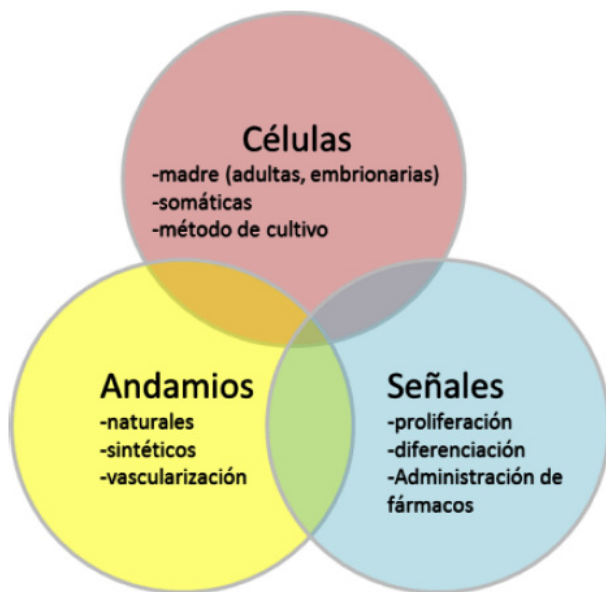 Células
-madre (adultas, embrionarias)
-somáticas
-método de cultivo
Andamios
-naturales
-sintéticos
-vascularización
Señales
-proliferación
-diferenciación
-Administración de
fármacos